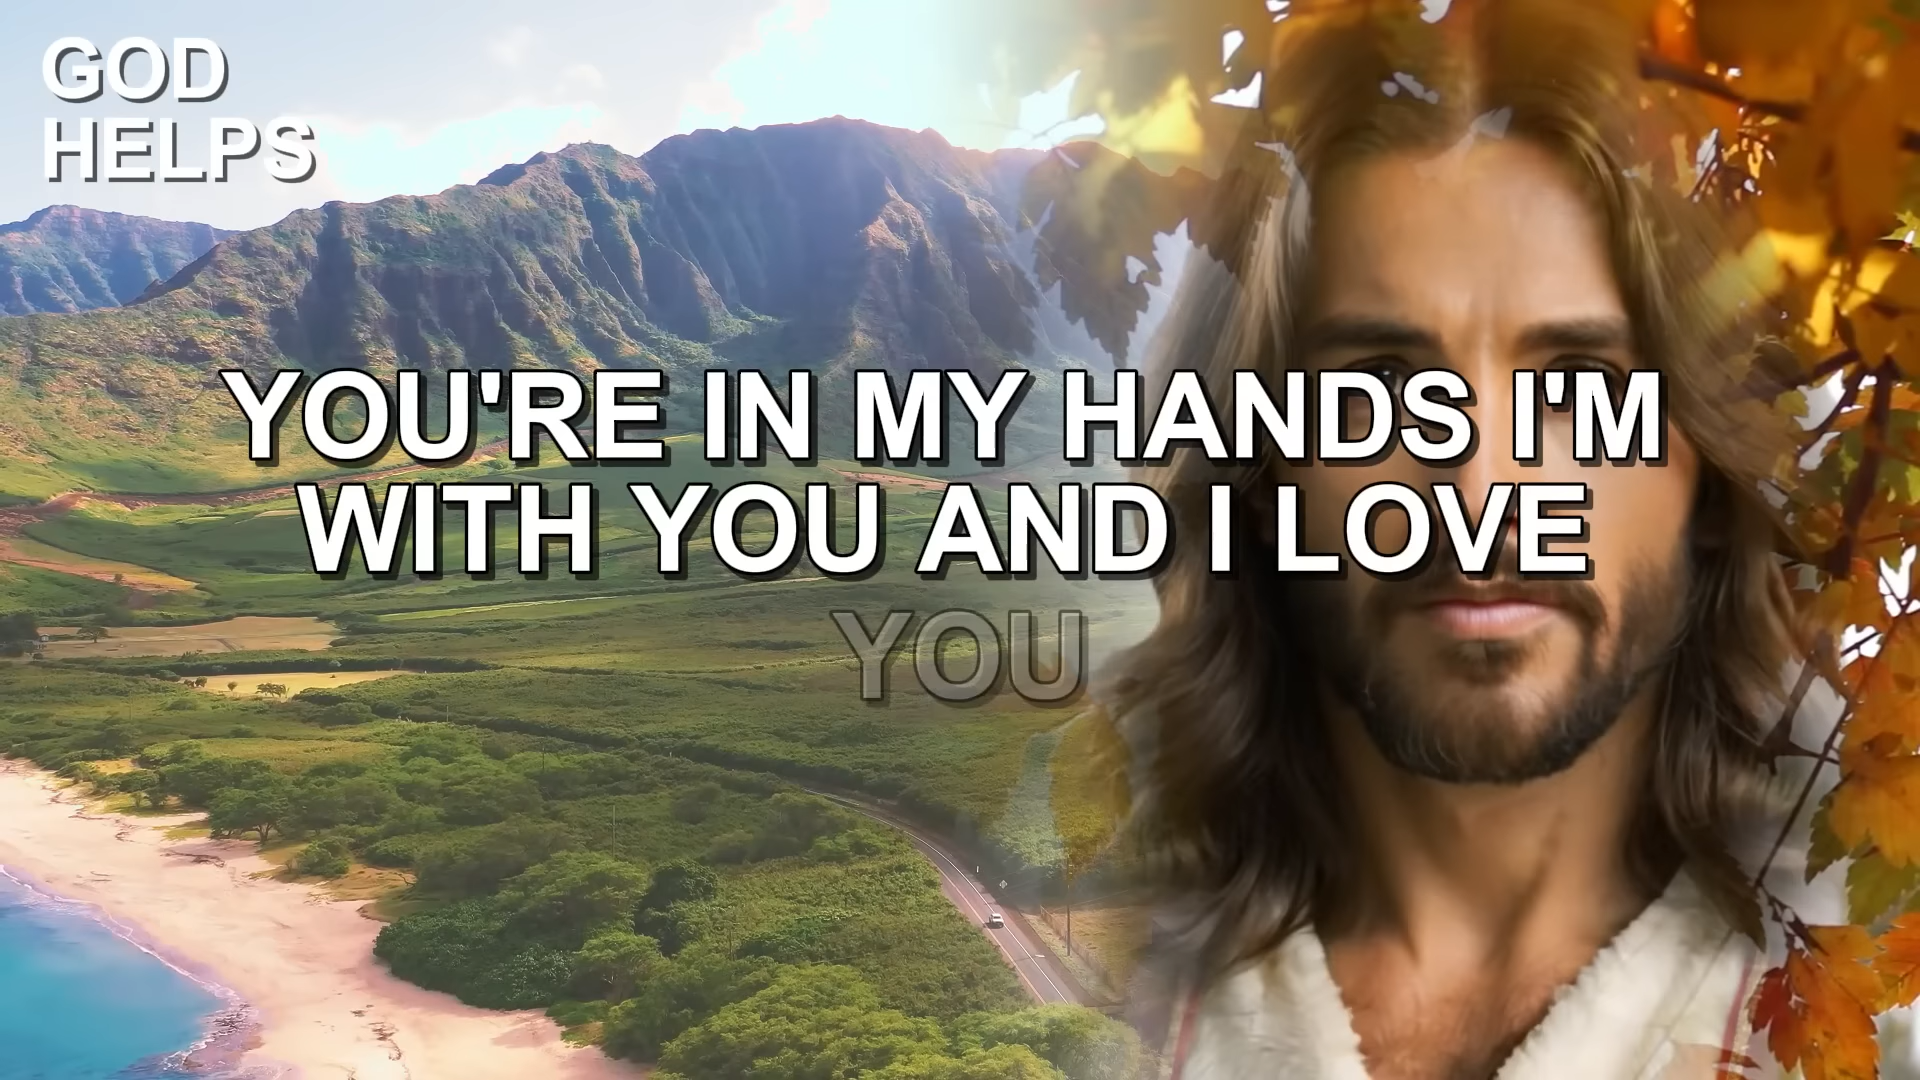 GOD
HELPS
YOU'RE IN MY HANDS I'M
WITH YOU AND I LOVE
YOU